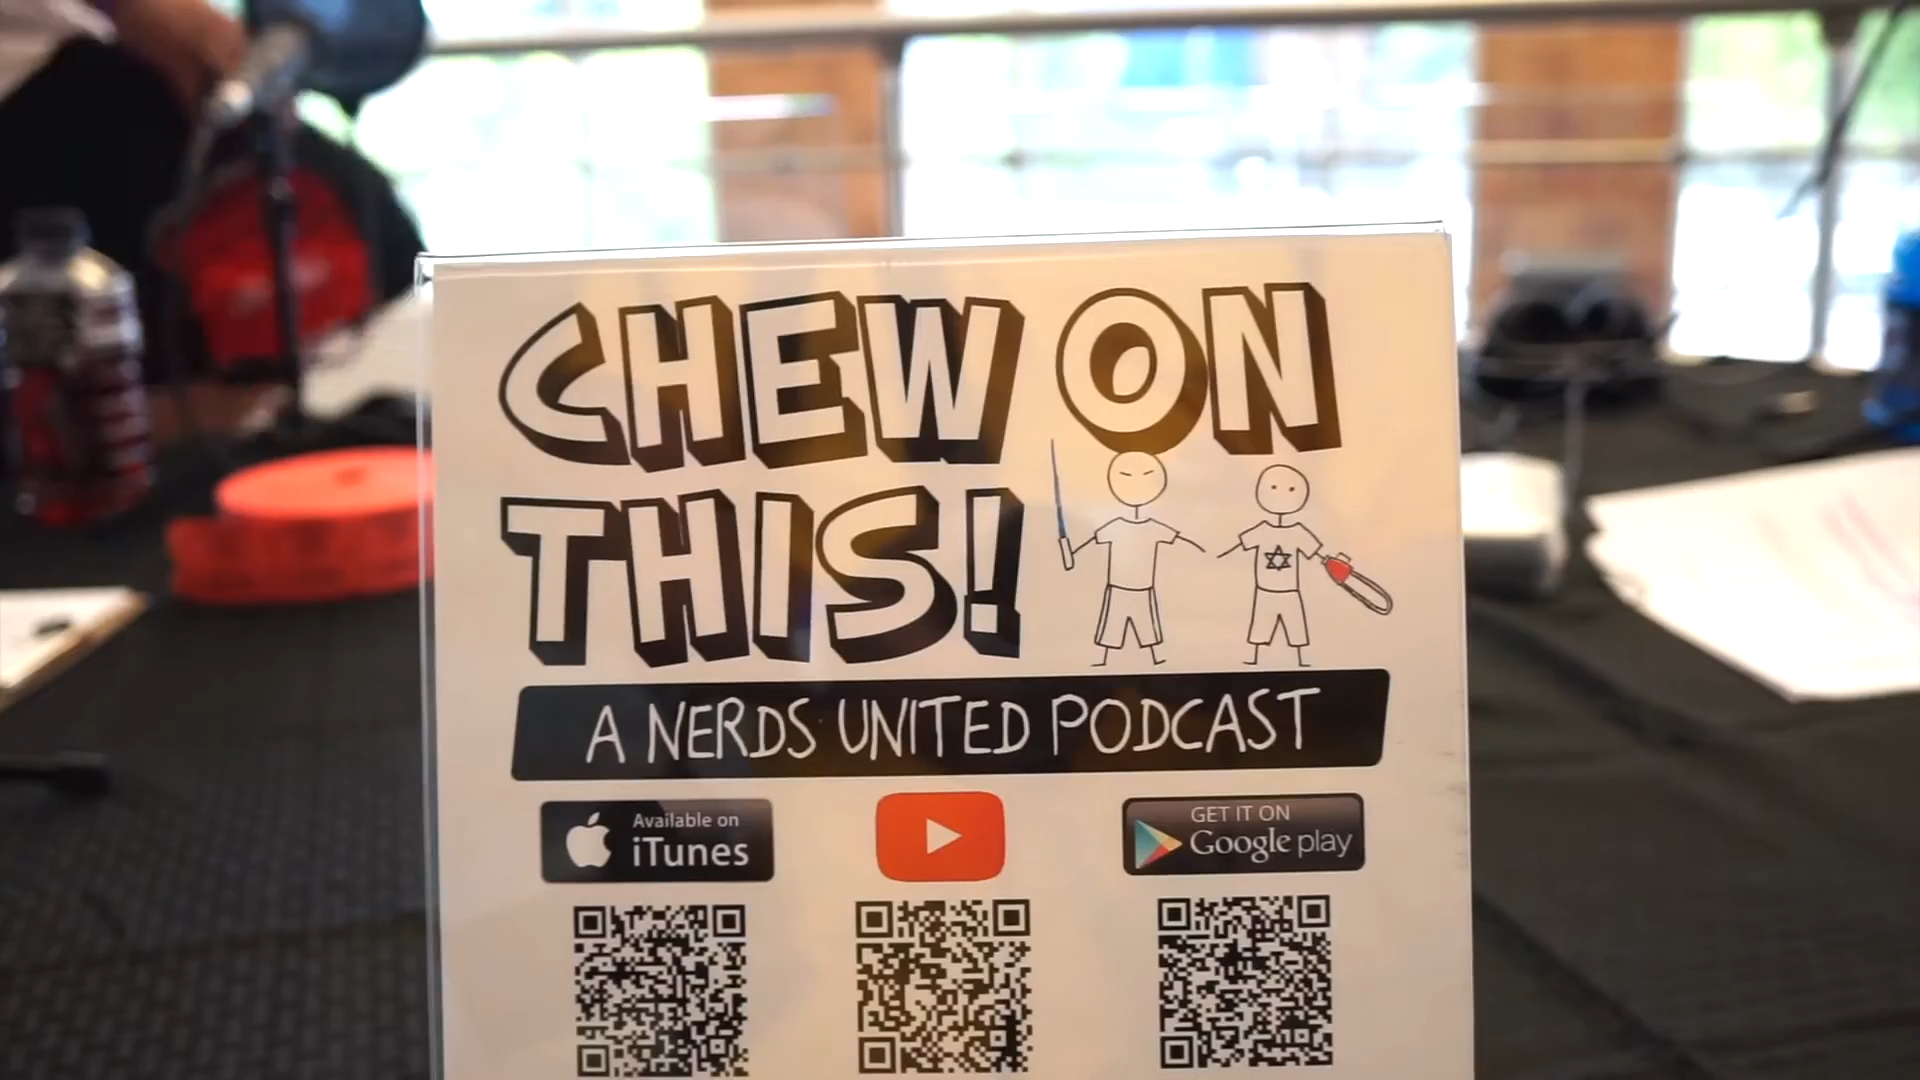 CHEW ON
THIS!
A NERDS UNITED PODCAST
Available on
iTunes
GET IT ON
Google play